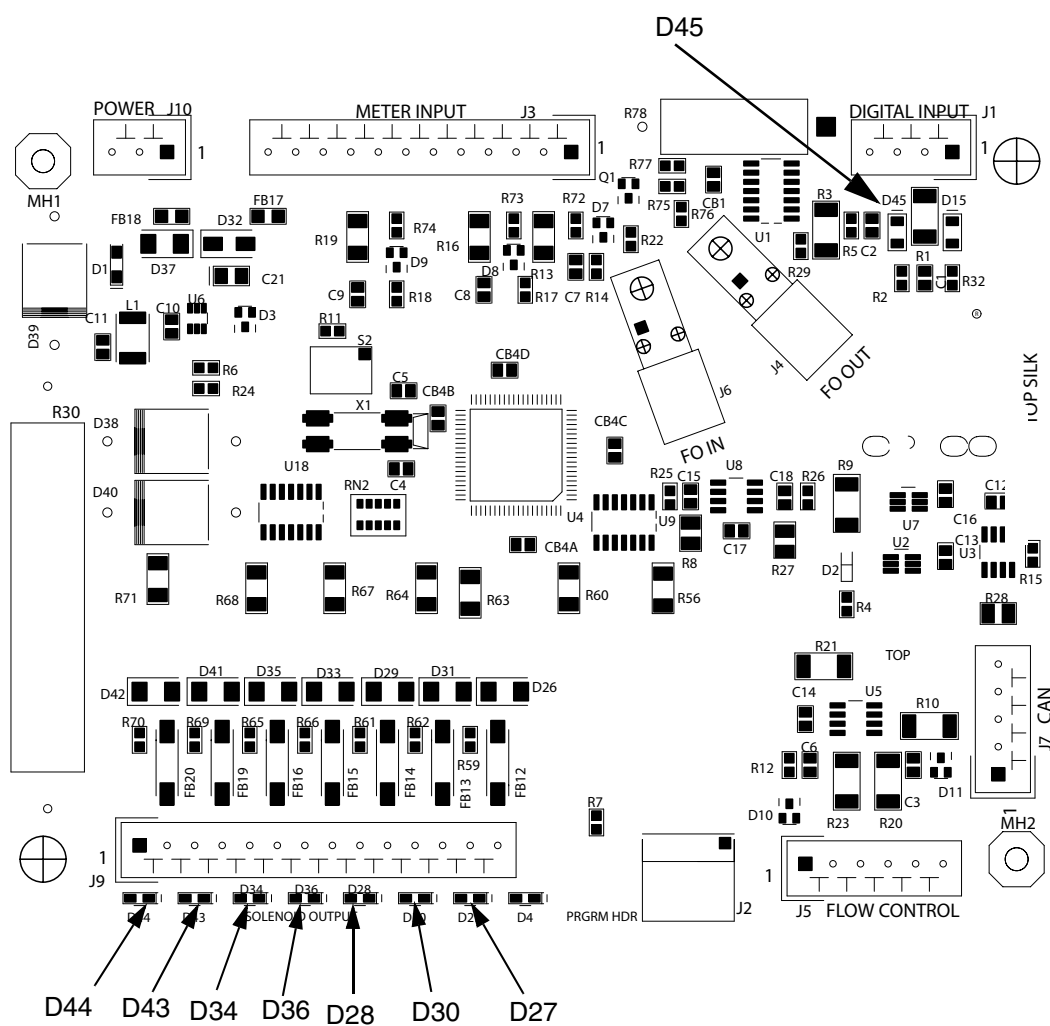 D45
POWER J10
METER INPUT J3
R78
DIGITAL INPUT J1
1
1
1
MH1
R77
Q1
R75
R76
CB1
U1
R3
D45
D15
FB18
D32
FB17
R73
R72
D7
R19
R74
R16
R22
R5
C2
R1
D1
D37
C21
D9
D8
R13
R29
R2
C1
R32
C9
R18
C8
R17
C7
R14
L1
C10
U6
D3
C11
D39
R11
S2
CB4D
J4
FO OUT
R6
R24
C5
CB4B
J6
TOP SILK
R30
D38
X1
CB4C
FO IN
U18
RN2
C4
R25
C15
U8
C18
R26
R9
D40
U4
U9
C17
U7
C16
C12
CB4A
R8
R27
U2
C13
U3
D2
R15
R71
R68
R67
R64
R63
R60
R56
R4
R28
R21
TOP
D42
D41
D35
D33
D29
D31
D26
C14
U5
R10
J7 CAN
R70
R69
R65
R66
R61
R62
R59
R12
C6
FB20
FB19
FB16
FB15
FB14
FB13
FB12
R7
D10
R23
R20
C3
D11
1
MH2
1
J9
1
J5
FLOW CONTROL
D34
D36
D28
SOLENOID OUTPUT
D4
PRGRM HDR
J2
D44
D43
D34
D36
D28
D30
D27